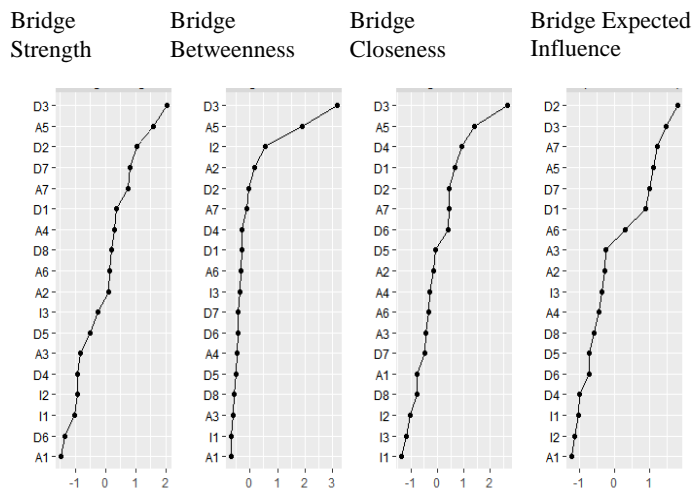 Bridge
Strength
Bridge
Betweenness
Bridge
Closeness
Bridge Expected
Influence
D3
A5
D2
D7
A7
D1
A4
D8
A6
A2
I3
D5
A3
D4
I2
I1
D6
A1
-1 0 1 2
D3
A5
I2
A2
D2
A7
D4
D1
A6
I3
D7
D6
A4
D5
D8
A3
I1
A1
0 1 2 3
D3
A5
D4
D1
D2
A7
D6
D5
A2
A4
A6
A3
D7
A1
D8
I2
I3
I1
-1 0 1 2
D2
D3
A7
A5
D7
D1
A6
A3
A2
I3
A4
D8
D5
D6
D4
I1
I2
A1
-1 0 1